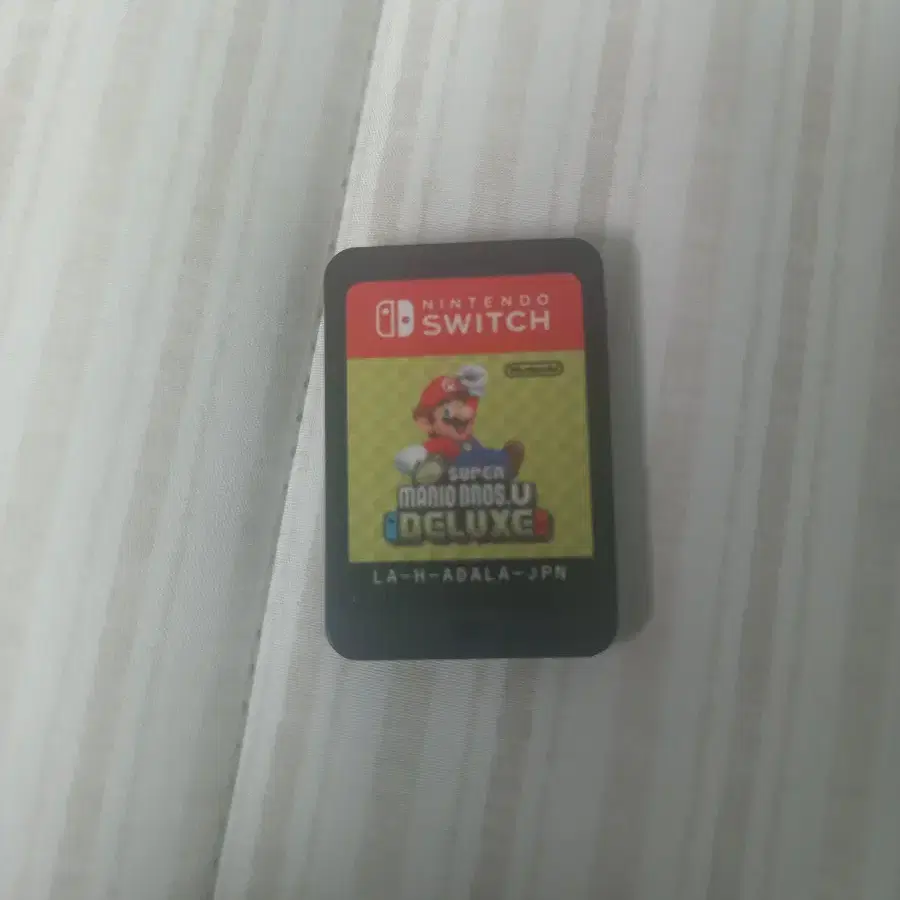 NINTENDO
SWITCH
Nintendo
SUPER
MARIO BROS. U
DELUXE
LA-H-ADALA-JPN